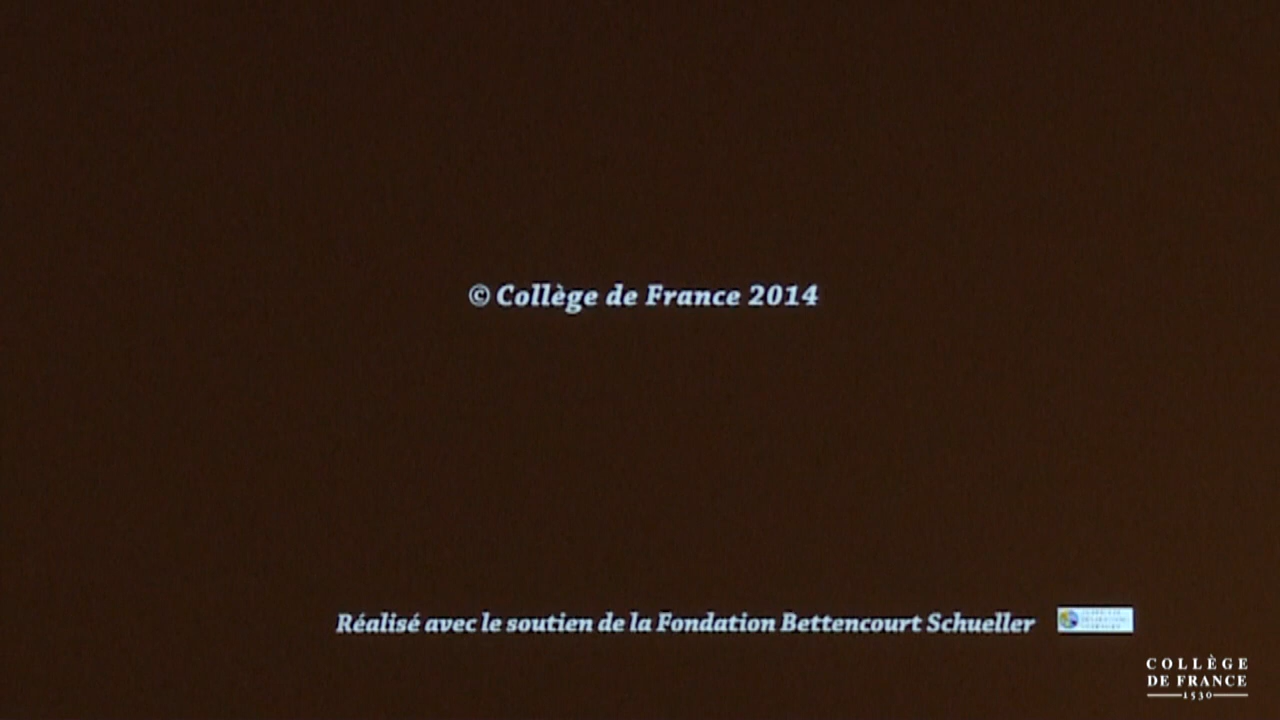 © Collège de France 2014
Réalisé avec le soutien de la Fondation Bettencourt Schueller
COLLÈGE
DE FRANCE
1530